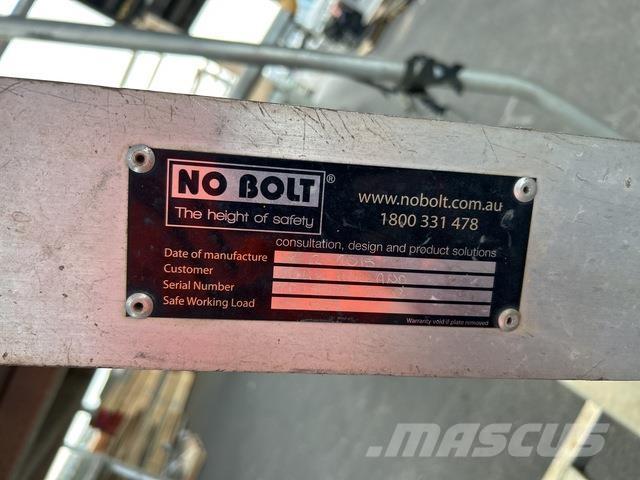 NO BOLT®
The height of safety
www.nobolt.com.au
1800 331 478
consultation, design and product solutions
Date of manufacture
Customer
Serial Number
Safe Working Load
Warranty void if plate removed
MASCUS